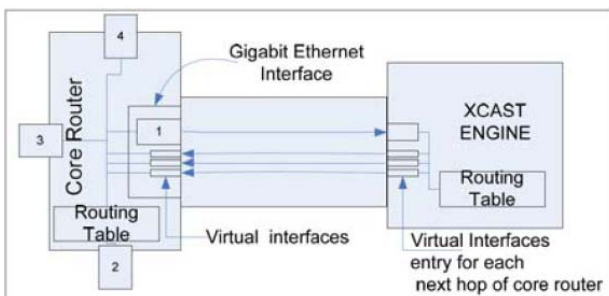 4
Gigabit Ethernet
Interface
Core Router
3
1
XCAST
ENGINE
Routing
Table
Routing
Table
2
Virtual interfaces
Virtual Interfaces
entry for each
next hop of core router